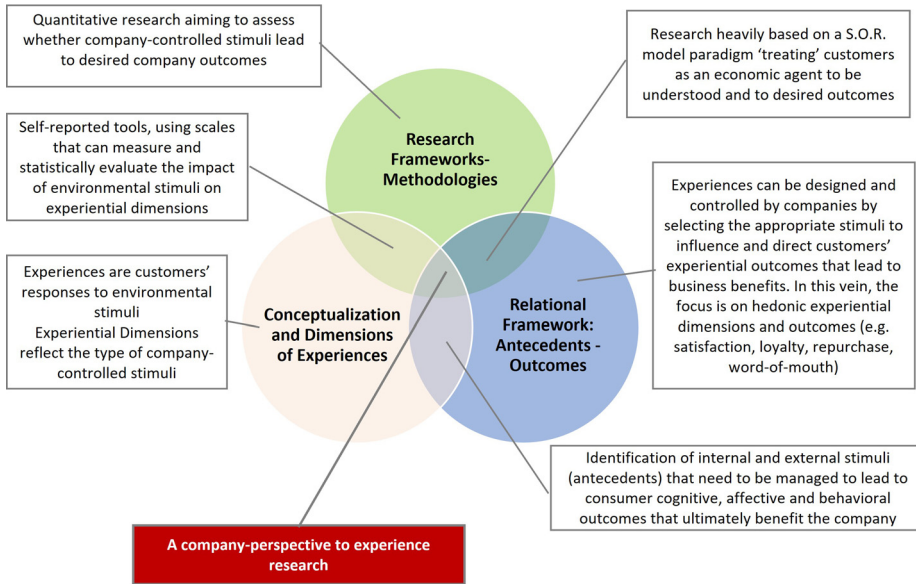 Quantitative research aiming to assess
whether company-controlled stimuli lead
to desired company outcomes
Research heavily based on a S.O.R.
model paradigm ‘treating’ customers
as an economic agent to be
understood and to desired outcomes
Self-reported tools, using scales
that can measure and
statistically evaluate the impact
of environmental stimuli on
experiential dimensions
Research
Frameworks-
Methodologies
Experiences can be designed and
controlled by companies by
selecting the appropriate stimuli to
influence and direct customers’
experiential outcomes that lead to
business benefits. In this vein, the
focus is on hedonic experiential
dimensions and outcomes (e.g.
satisfaction, loyalty, repurchase,
word-of-mouth)
Experiences are customers’
responses to environmental
stimuli
Experiential Dimensions
reflect the type of company-
controlled stimuli
Conceptualization
and Dimensions
of Experiences
Relational
Framework:
Antecedents -
Outcomes
Identification of internal and external stimuli
(antecedents) that need to be managed to lead to
consumer cognitive, affective and behavioral
outcomes that ultimately benefit the company
A company-perspective to experience
research